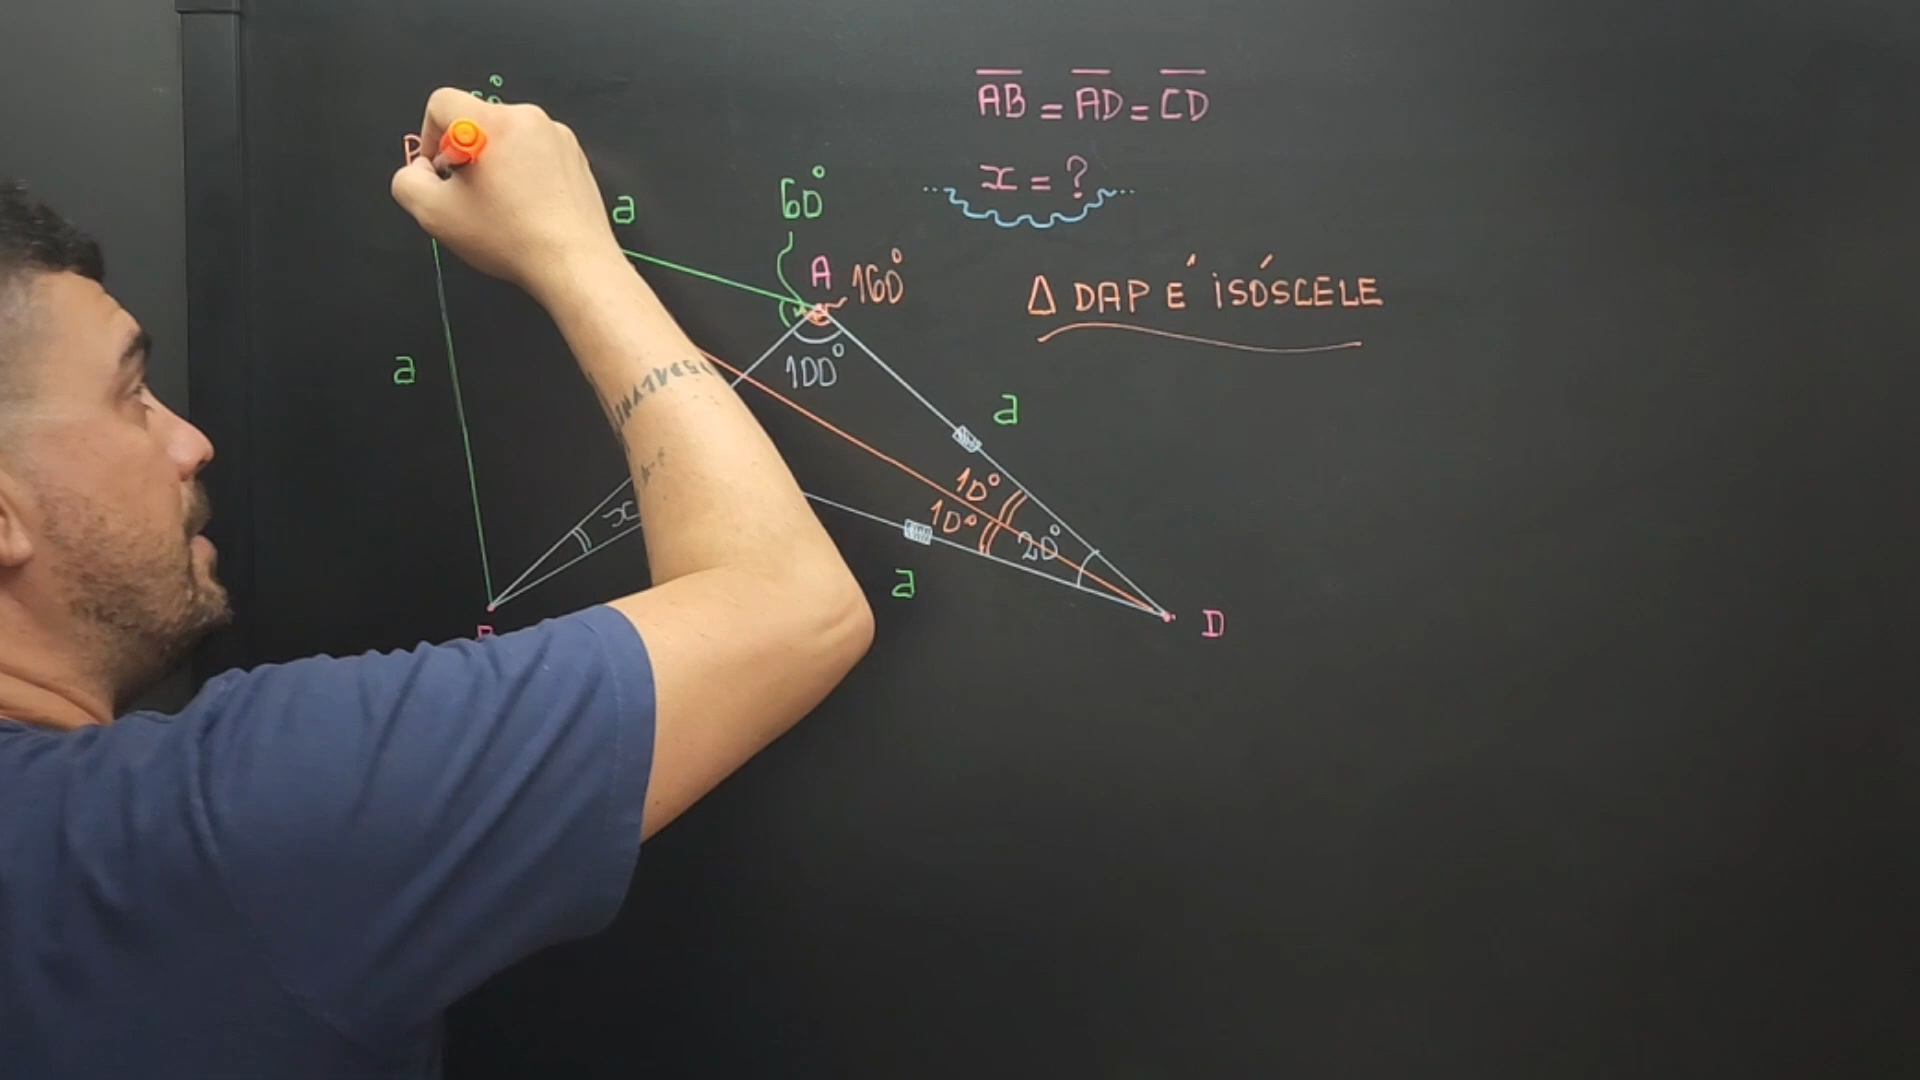 AB = AD = CD
x = ?
60°
a
A 160°
Δ DAP É ISÓSCELE
100°
a
a
10°
10°
20°
x
a
D